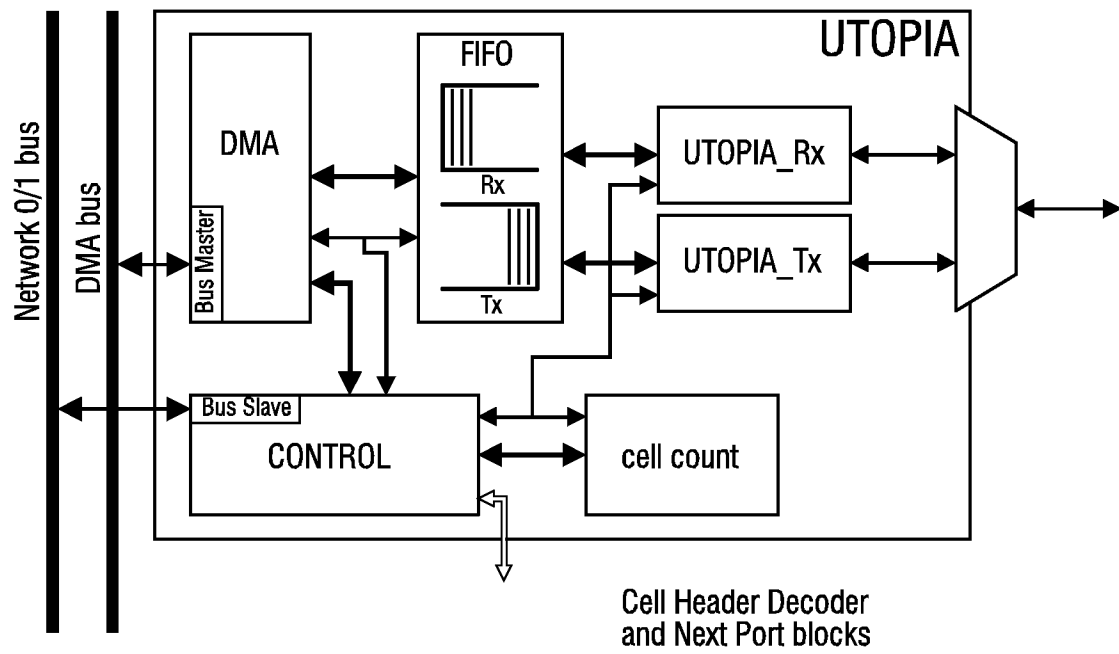 UTOPIA
Network 0/1 bus
DMA bus
DMA
Bus Master
FIFO
Rx
Tx
UTOPIA_Rx
UTOPIA_Tx
Bus Slave
CONTROL
cell count
Cell Header Decoder
and Next Port blocks